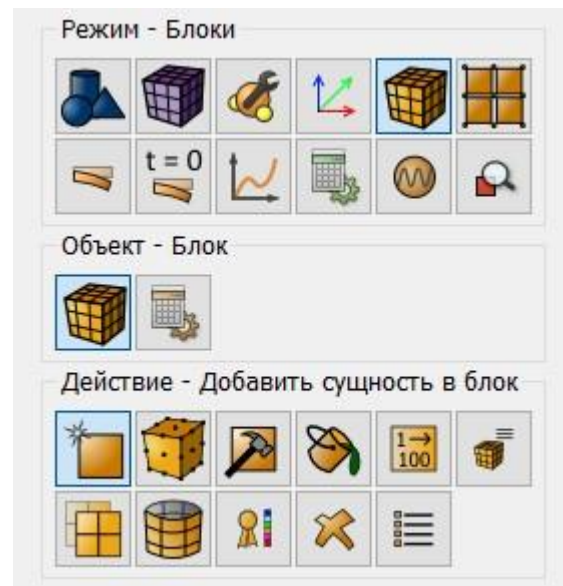 Режим - Блоки
t = 0
Объект - Блок
Действие - Добавить сущность в блок
1→
100